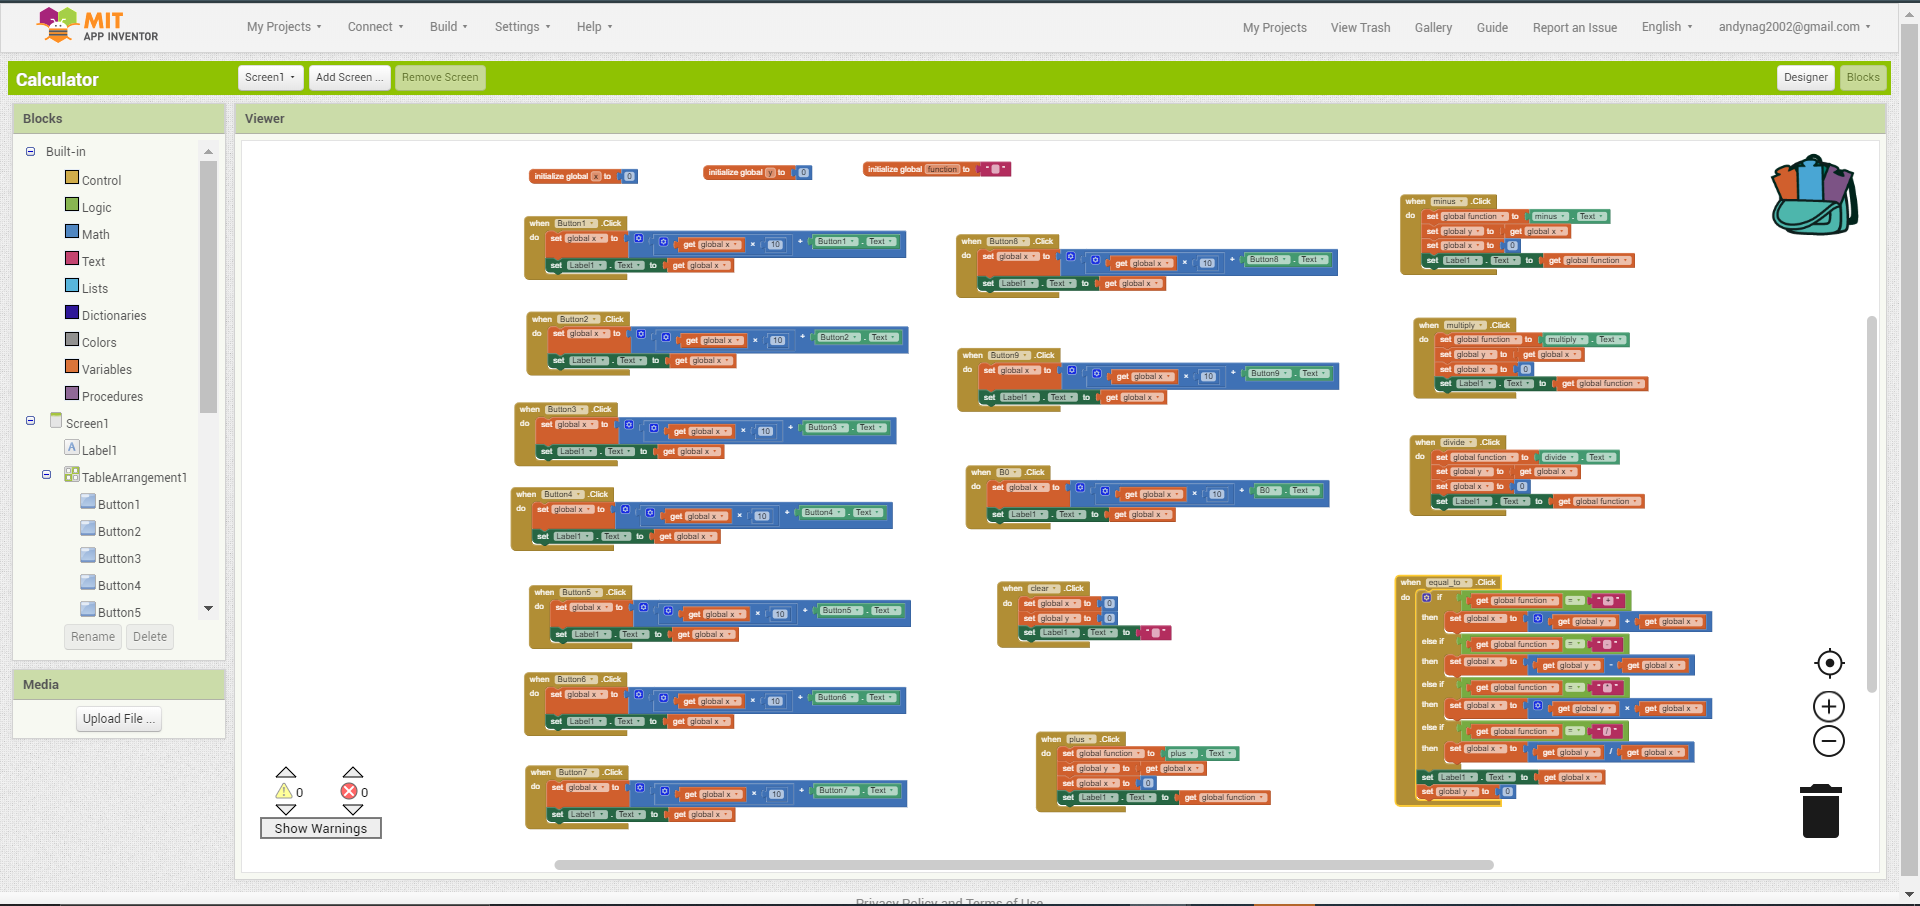 MIT
APP INVENTOR
My Projects Connect Build Settings Help
My Projects View Trash Gallery Guide Report an Issue English andynag2002@gmail.com
Calculator
Screen1 Add Screen ... Remove Screen
Designer Blocks
Blocks
Viewer
Built-in
Control
Logic
Math
Text
Lists
Dictionaries
Colors
Variables
Procedures
Screen1
Label1
TableArrangement1
Button1
Button2
Button3
Button4
Button5
Rename Delete
Media
Upload File ...
initialize global x to 0
initialize global y to 0
initialize global function to " "
when Button1 .Click
do set global x to get global x × 10 + Button1 . Text
set Label1 . Text to get global x
when Button2 .Click
do set global x to get global x × 10 + Button2 . Text
set Label1 . Text to get global x
when Button3 .Click
do set global x to get global x × 10 + Button3 . Text
set Label1 . Text to get global x
when Button4 .Click
do set global x to get global x × 10 + Button4 . Text
set Label1 . Text to get global x
when Button5 .Click
do set global x to get global x × 10 + Button5 . Text
set Label1 . Text to get global x
when Button6 .Click
do set global x to get global x × 10 + Button6 . Text
set Label1 . Text to get global x
when Button7 .Click
do set global x to get global x × 10 + Button7 . Text
set Label1 . Text to get global x
when Button8 .Click
do set global x to get global x × 10 + Button8 . Text
set Label1 . Text to get global x
when Button9 .Click
do set global x to get global x × 10 + Button9 . Text
set Label1 . Text to get global x
when B0 .Click
do set global x to get global x × 10 + B0 . Text
set Label1 . Text to get global x
when clear .Click
do set global x to 0
set global y to 0
set Label1 . Text to " "
when plus .Click
do set global function to plus . Text
set global y to get global x
set global x to 0
set Label1 . Text to get global function
when minus .Click
do set global function to minus . Text
set global y to get global x
set global x to 0
set Label1 . Text to get global function
when multiply .Click
do set global function to multiply . Text
set global y to get global x
set global x to 0
set Label1 . Text to get global function
when divide .Click
do set global function to divide . Text
set global y to get global x
set global x to 0
set Label1 . Text to get global function
when equal_to .Click
do if get global function = " + "
then set global x to get global y + get global x
else if get global function = " - "
then set global x to get global y - get global x
else if get global function = " * "
then set global x to get global y × get global x
else if get global function = " / "
then set global x to get global y / get global x
set Label1 . Text to get global x
set global y to 0
0 0
Show Warnings
Privacy Policy and Terms of Use